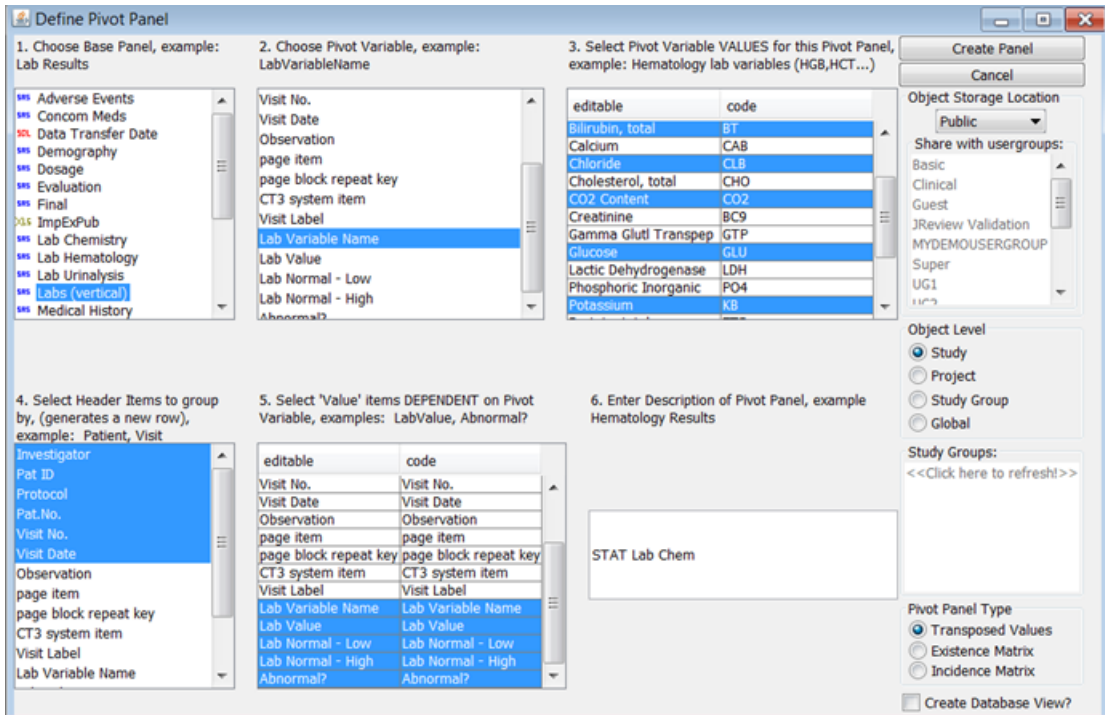 Define Pivot Panel
1. Choose Base Panel, example:
Lab Results
SAS Adverse Events
SAS Concom Meds
SQL Data Transfer Date
SAS Demography
SAS Dosage
SAS Evaluation
SAS Final
XLS ImpExPub
SAS Lab Chemistry
SAS Lab Hematology
SAS Lab Urinalysis
SAS Labs (vertical)
SAS Medical History
2. Choose Pivot Variable, example:
LabVariableName
Visit No.
Visit Date
Observation
page item
page block repeat key
CT3 system item
Visit Label
Lab Variable Name
Lab Value
Lab Normal - Low
Lab Normal - High
Abnormal?
3. Select Pivot Variable VALUES for this Pivot Panel,
example: Hematology lab variables (HGB,HCT...)
editable code
Bilirubin, total BT
Calcium CAB
Chloride CLB
Cholesterol, total CHO
CO2 Content CO2
Creatinine BC9
Gamma Glutl Transpep GTP
Glucose GLU
Lactic Dehydrogenase LDH
Phosphoric Inorganic PO4
Potassium KB
Create Panel
Cancel
Object Storage Location
Public
Share with usergroups:
Basic
Clinical
Guest
JReview Validation
MYDEMOUSERGROUP
Super
UG1
UG2
Object Level
Study
Project
Study Group
Global
4. Select Header Items to group
by, (generates a new row),
example: Patient, Visit
Investigator
Pat ID
Protocol
Pat.No.
Visit No.
Visit Date
Observation
page item
page block repeat key
CT3 system item
Visit Label
Lab Variable Name
5. Select 'Value' items DEPENDENT on Pivot
Variable, examples: LabValue, Abnormal?
editable code
Visit No. Visit No.
Visit Date Visit Date
Observation Observation
page item page item
page block repeat key page block repeat key
CT3 system item CT3 system item
Visit Label Visit Label
Lab Variable Name Lab Variable Name
Lab Value Lab Value
Lab Normal - Low Lab Normal - Low
Lab Normal - High Lab Normal - High
Abnormal? Abnormal?
6. Enter Description of Pivot Panel, example
Hematology Results
STAT Lab Chem
Study Groups:
<<Click here to refresh!>>
Pivot Panel Type
Transposed Values
Existence Matrix
Incidence Matrix
Create Database View?